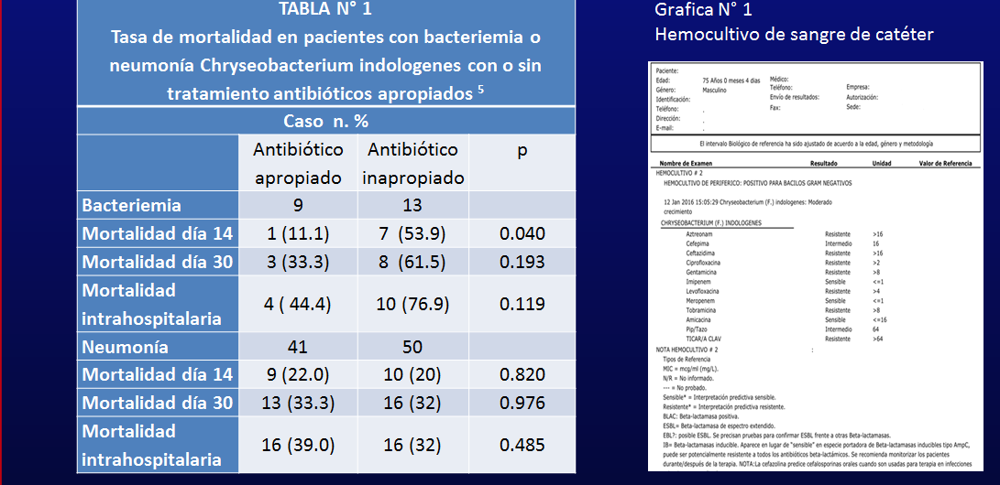 TABLA N° 1
Tasa de mortalidad en pacientes con bacteriemia o
neumonía Chryseobacterium indologenes con o sin
tratamiento antibióticos apropiados 5
Caso n. %
Antibiótico apropiado Antibiótico inapropiado p
Bacteriemia 9 13
Mortalidad día 14 1 (11.1) 7 (53.9) 0.040
Mortalidad día 30 3 (33.3) 8 (61.5) 0.193
Mortalidad intrahospitalaria 4 ( 44.4) 10 (76.9) 0.119
Neumonía 41 50
Mortalidad día 14 9 (22.0) 10 (20) 0.820
Mortalidad día 30 13 (33.3) 16 (32) 0.976
Mortalidad intrahospitalaria 16 (39.0) 16 (32) 0.485
Grafica N° 1
Hemocultivo de sangre de catéter
Paciente:
Edad: 75 Años 0 meses 4 dias Médico:
Género: Masculino Teléfono: Empresa:
Identificación: Envío de resultados: Autorización:
Teléfono: . Fax: Sede:
Dirección: .
E-mail: .
El intervalo Biológico de referencia ha sido ajustado de acuerdo a la edad, género y metodología
Nombre de Examen Resultado Unidad Valor de Referencia
HEMOCULTIVO # 2
HEMOCULTIVO DE PERIFERICO: POSITIVO PARA BACILOS GRAM NEGATIVOS
12 Jan 2016 15:05:29 Chryseobacterium (F.) indologenes: Moderado
crecimiento
CHRYSEOBACTERIUM (F.) INDOLOGENES
Aztreonam Resistente >16
Cefepima Intermedio 16
Ceftazidima Resistente >16
Ciprofloxacina Resistente >2
Gentamicina Resistente >8
Imipenem Sensible <=1
Levofloxacina Resistente >4
Meropenem Sensible <=1
Tobramicina Resistente >8
Amicacina Sensible <=16
Pip/Tazo Intermedio 64
TICAR/A CLAV Resistente >64
NOTA HEMOCULTIVO # 2 :
Tipos de Referencia
MIC = mcg/ml (mg/L).
N/R = No informado.
--- = No probado.
Sensible* = Interpretación predictiva sensible.
Resistente* = Interpretación predictiva resistente.
BLAC: Beta-lactamasa positiva.
ESBL= Beta-lactamasa de espectro extendido.
EBL?: posible ESBL. Se precisan pruebas para confirmar ESBL frente a otras Beta-lactamasas.
IB= Beta-lactamasas inducible. Aparece en lugar de "sensible" en especie portadora de Beta-lactamasas inducibles tipo AmpC,
puede ser potencialmente resistente a todos los antibióticos beta-lactámicos. Se recomienda monitorizar los pacientes
durante/después de la terapia. NOTA:La cefazolina predice cefalosporinas orales cuando son usadas para terapia en infecciones